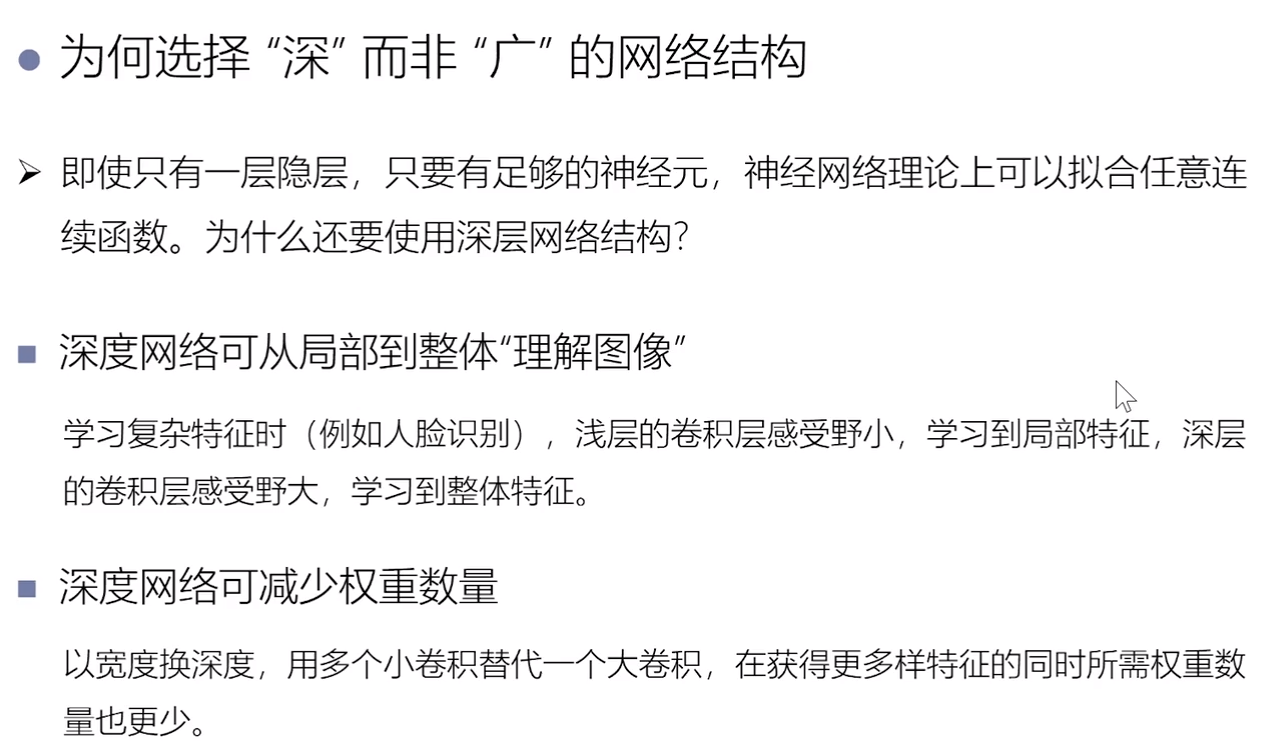 为何选择“深”而非“广”的网络结构
即使只有一层隐层，只要有足够的神经元，神经网络理论上可以拟合任意连
续函数。为什么还要使用深层网络结构？
深度网络可从局部到整体“理解图像”
学习复杂特征时（例如人脸识别），浅层的卷积层感受野小，学习到局部特征，深层
的卷积层感受野大，学习到整体特征。
深度网络可减少权重数量
以宽度换深度，用多个小卷积替代一个大卷积，在获得更多样特征的同时所需权重数
量也更少。